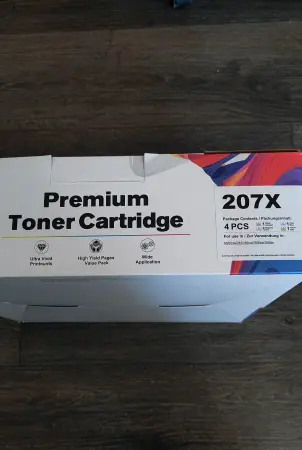 Premium
Toner Cartridge
Ultra Vivid
Printouts
High Yield Pages
Value Pack
Wide
Application
207X
Package Contents / Packungsinhalt:
4 PCS
For use in / Zur Verwendung in: